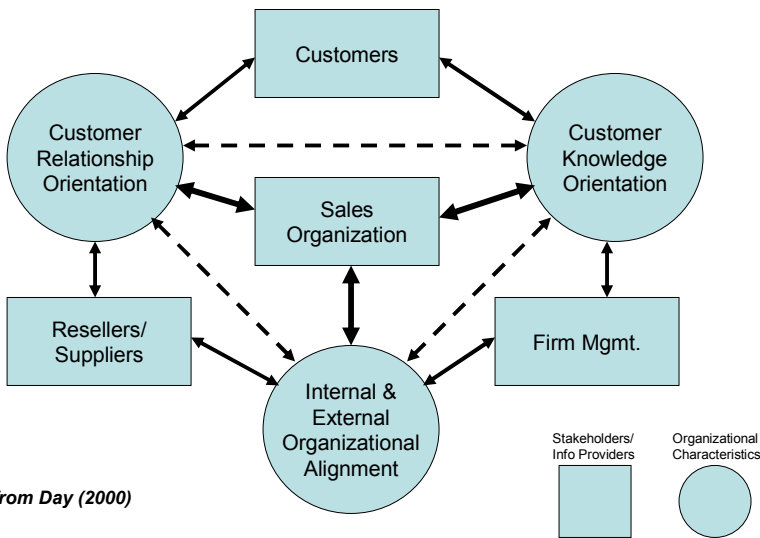 Customers
Customer
Relationship
Orientation
Customer
Knowledge
Orientation
Sales
Organization
Resellers/
Suppliers
Firm Mgmt.
Internal &
External
Organizational
Alignment
Stakeholders/
Info Providers
Organizational
Characteristics
from Day (2000)